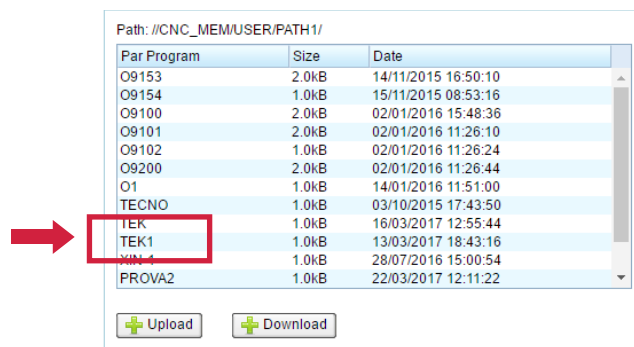 Path: //CNC_MEM/USER/PATH1/
Par Program Size Date
O9153 2.0kB 14/11/2015 16:50:10
O9154 1.0kB 15/11/2015 08:53:16
O9100 2.0kB 02/01/2016 15:48:36
O9101 2.0kB 02/01/2016 11:26:10
O9102 1.0kB 02/01/2016 11:26:24
O9200 2.0kB 02/01/2016 11:26:44
O1 1.0kB 14/01/2016 11:51:00
TECNO 1.0kB 03/10/2015 17:43:50
TEK 1.0kB 16/03/2017 12:55:44
TEK1 1.0kB 13/03/2017 18:43:16
1.0kB 28/07/2016 15:00:54
PROVA2 1.0kB 22/03/2017 12:11:22
Upload Download